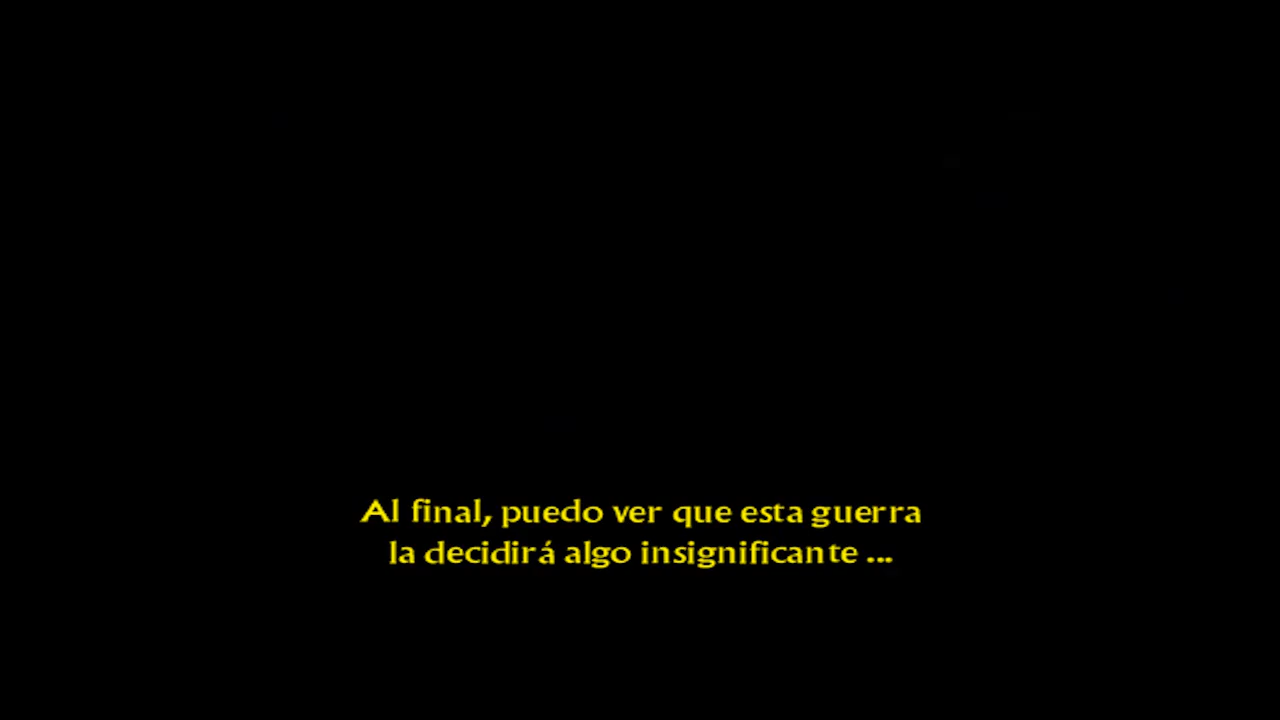 Al final, puedo ver que esta guerra
la decidirá algo insignificante ...